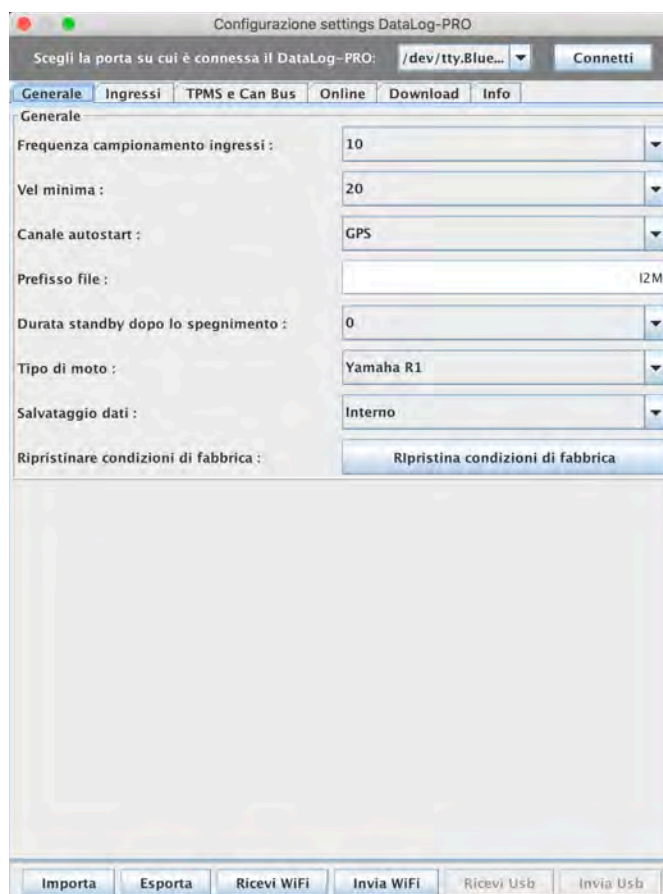 Configurazione settings DataLog-PRO
Scegli la porta su cui è connessa il DataLog-PRO: /dev/tty.Blue... Connetti
Generale Ingressi TPMS e Can Bus Online Download Info
Generale
Frequenza campionamento ingressi : 10
Vel minima : 20
Canale autostart : GPS
Prefisso file : I2M
Durata standby dopo lo spegnimento : 0
Tipo di moto : Yamaha R1
Salvataggio dati : Interno
Ripristinare condizioni di fabbrica : RIpristina condizioni di fabbrica
Importa Esporta Ricevi WiFi Invia WiFi Ricevi Usb Invia Usb